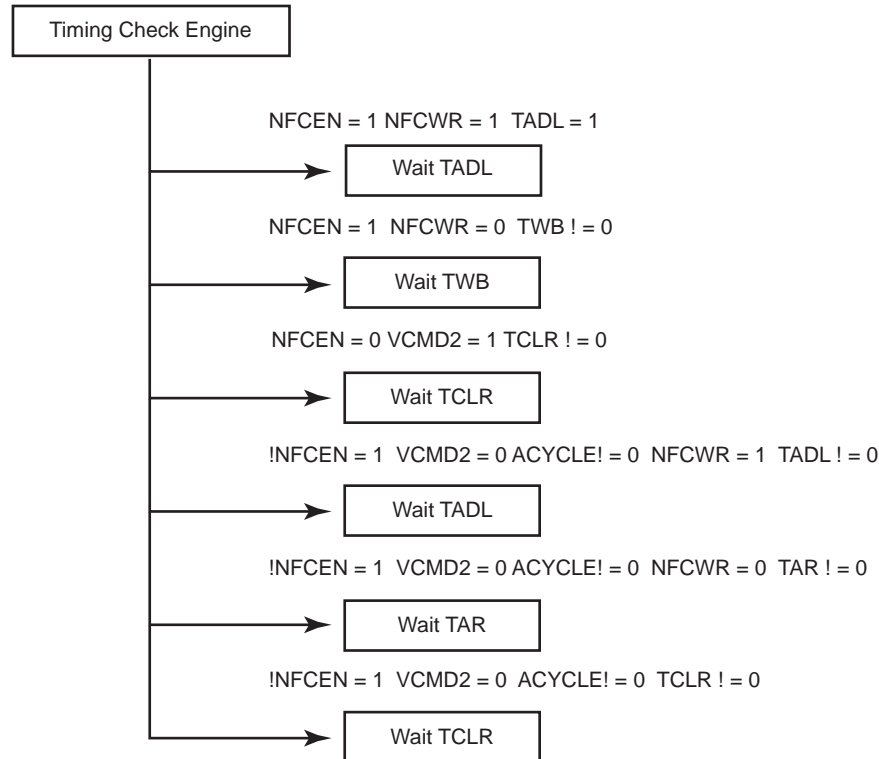 Timing Check Engine
NFCEN = 1 NFCWR = 1 TADL = 1
Wait TADL
NFCEN = 1 NFCWR = 0 TWB ! = 0
Wait TWB
NFCEN = 0 VCMD2 = 1 TCLR ! = 0
Wait TCLR
!NFCEN = 1 VCMD2 = 0 ACYCLE! = 0 NFCWR = 1 TADL ! = 0
Wait TADL
!NFCEN = 1 VCMD2 = 0 ACYCLE! = 0 NFCWR = 0 TAR ! = 0
Wait TAR
!NFCEN = 1 VCMD2 = 0 ACYCLE! = 0 TCLR ! = 0
Wait TCLR